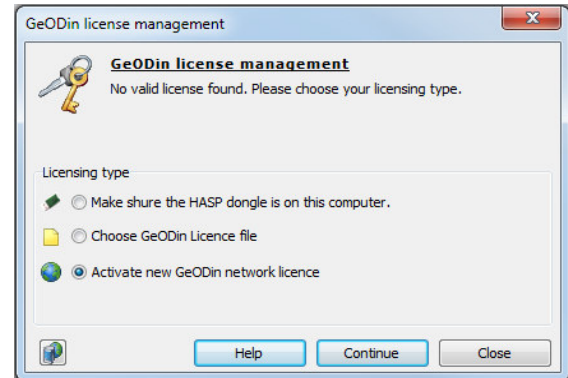 GeODin license management
GeODin license management
No valid license found. Please choose your licensing type.
Licensing type
Make shure the HASP dongle is on this computer.
Choose GeODin Licence file
Activate new GeODin network licence
Help
Continue
Close